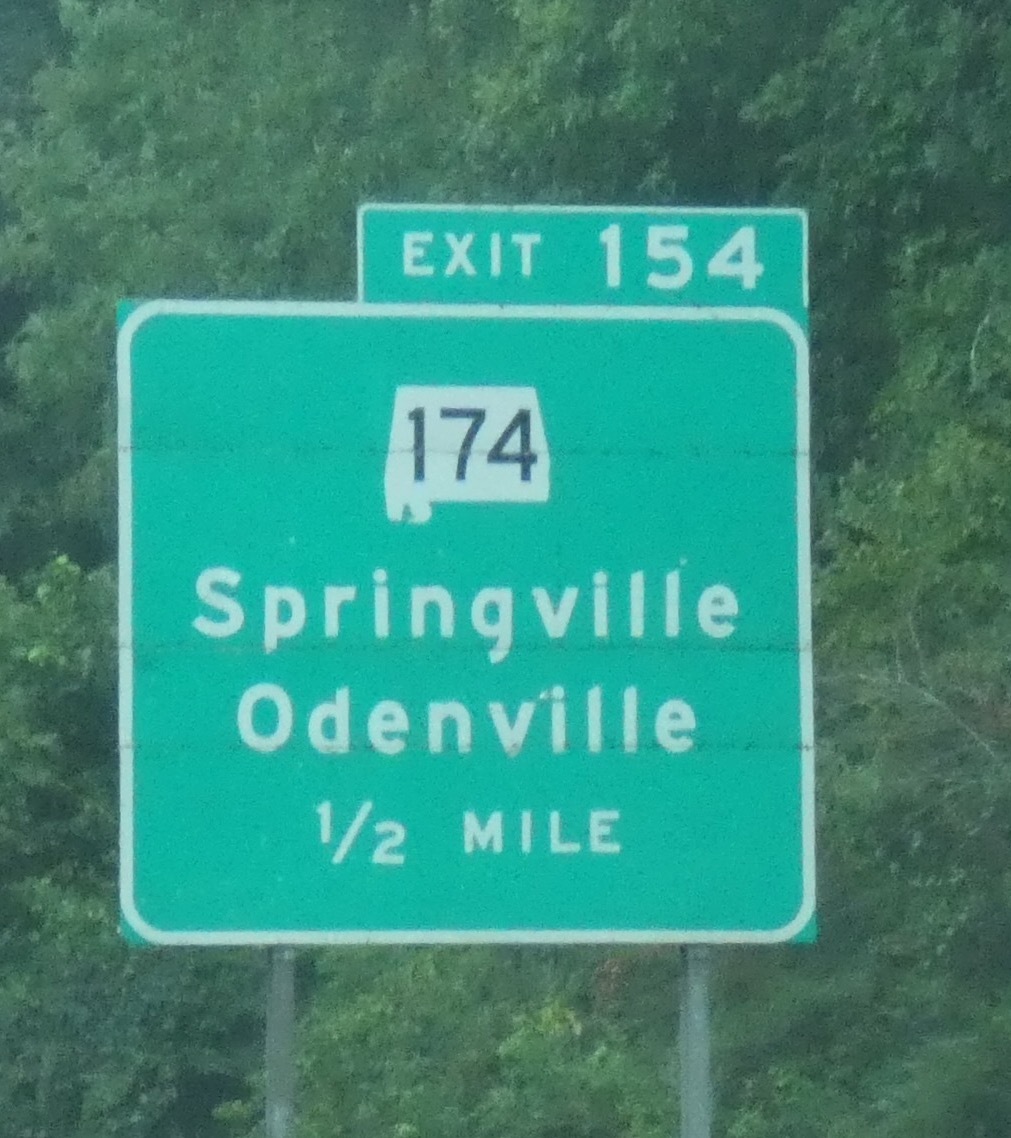 EXIT 154
174
Springville
Odenville
1/2 MILE